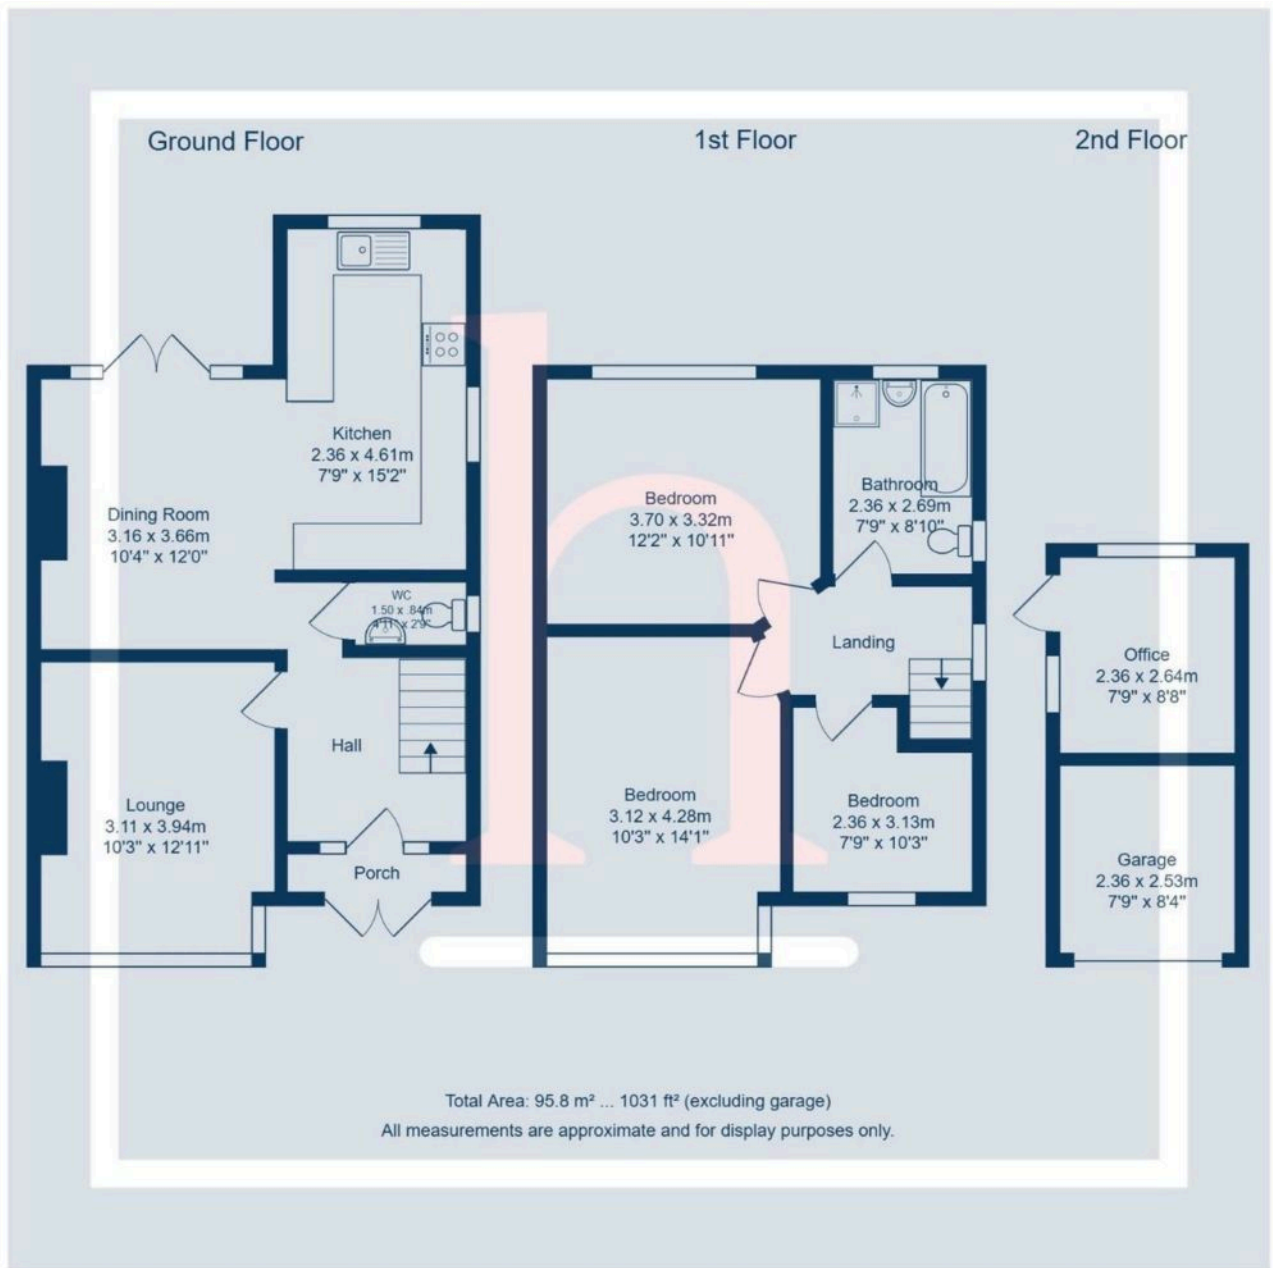 Ground Floor
1st Floor
2nd Floor
Kitchen
2.36 x 4.61m
7'9" x 15'2"
Dining Room
3.16 x 3.66m
10'4" x 12'0"
WC
1.50 x .84m
4'11" x 2'9"
Hall
Lounge
3.11 x 3.94m
10'3" x 12'11"
Porch
Bedroom
3.70 x 3.32m
12'2" x 10'11"
Bathroom
2.36 x 2.69m
7'9" x 8'10"
Landing
Bedroom
3.12 x 4.28m
10'3" x 14'1"
Bedroom
2.36 x 3.13m
7'9" x 10'3"
Office
2.36 x 2.64m
7'9" x 8'8"
Garage
2.36 x 2.53m
7'9" x 8'4"
h
Total Area: 95.8 m² ... 1031 ft² (excluding garage)
All measurements are approximate and for display purposes only.